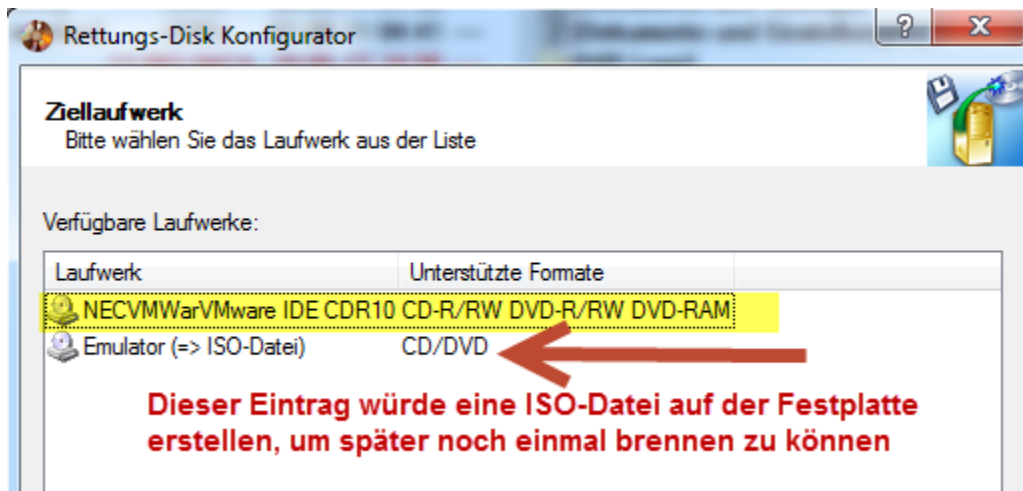 Rettungs-Disk Konfigurator
?
X
Ziellaufwerk
Bitte wählen Sie das Laufwerk aus der Liste
Verfügbare Laufwerke:
Laufwerk Unterstützte Formate
NECVMWarVMware IDE CDR10 CD-R/RW DVD-R/RW DVD-RAM
Emulator (=> ISO-Datei) CD/DVD
Dieser Eintrag würde eine ISO-Datei auf der Festplatte
erstellen, um später noch einmal brennen zu können